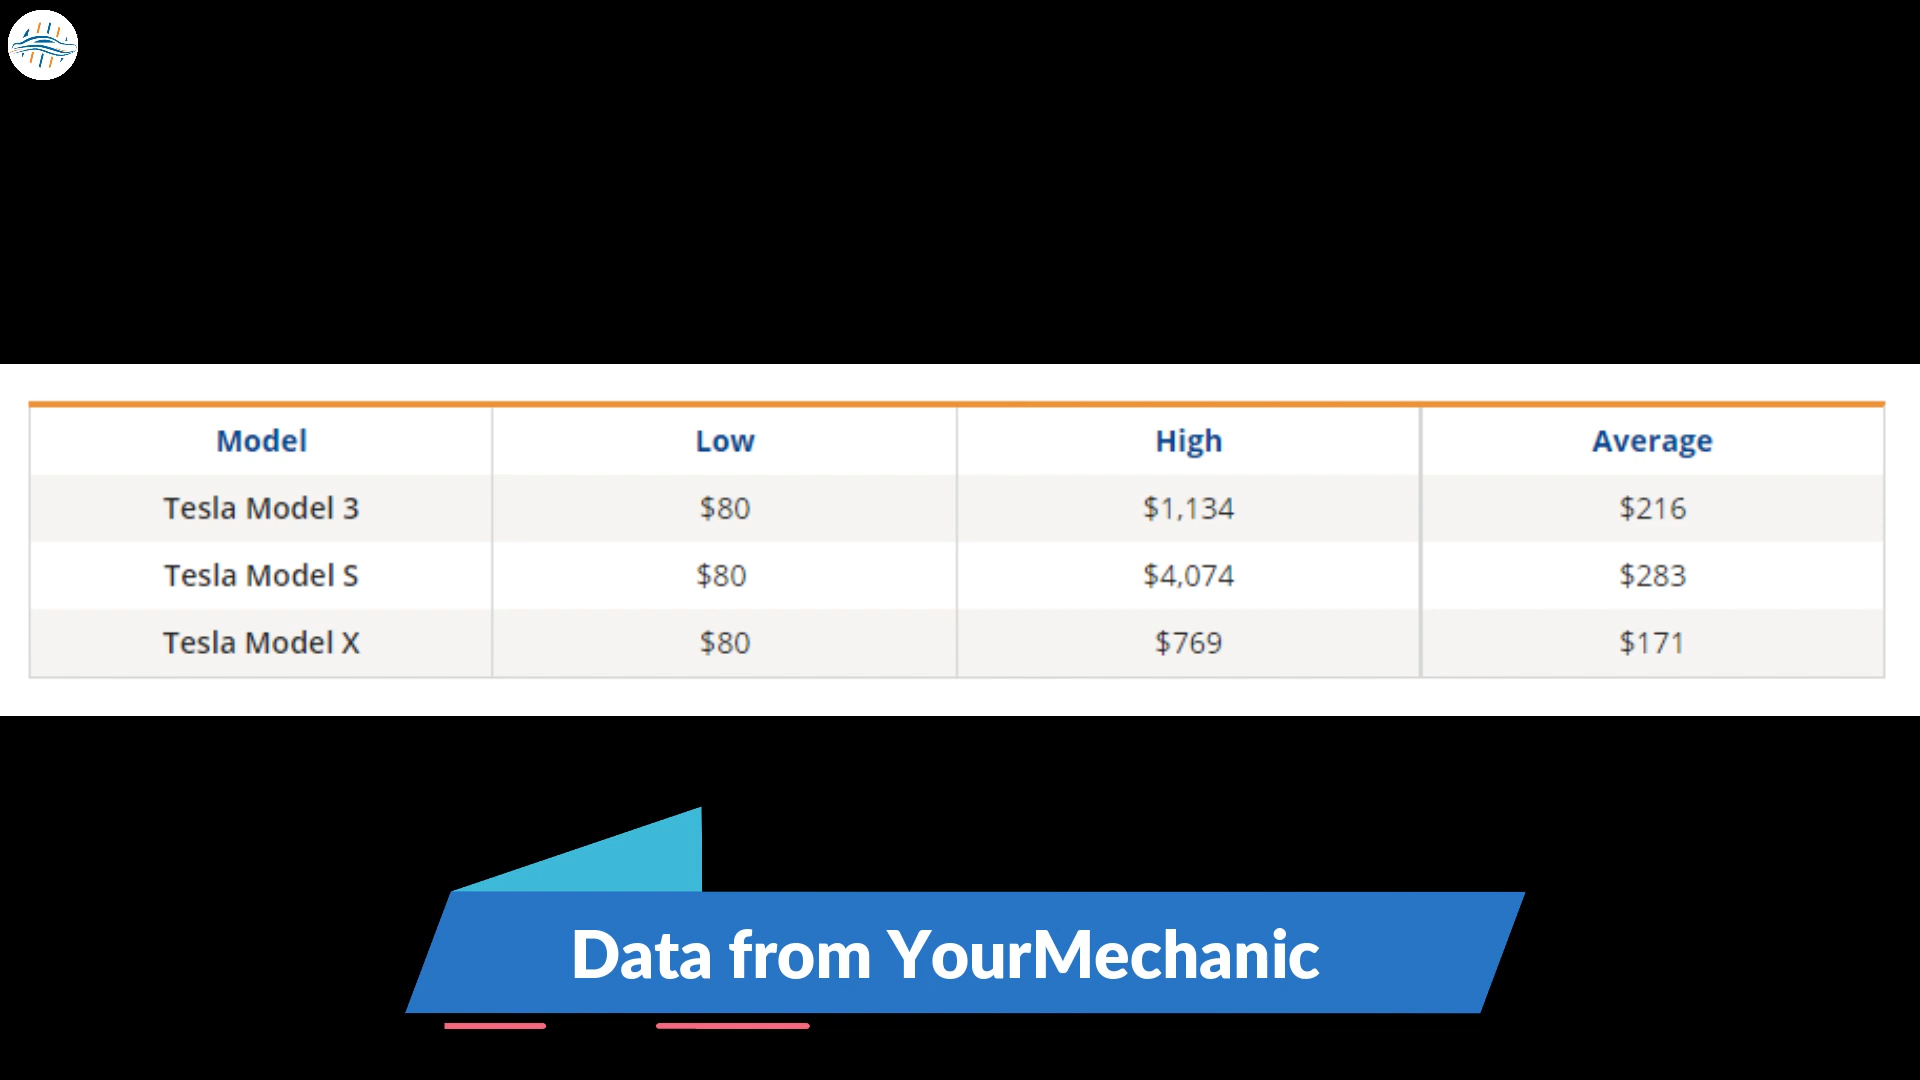 Model Low High Average
Tesla Model 3 $80 $1,134 $216
Tesla Model S $80 $4,074 $283
Tesla Model X $80 $769 $171
Data from YourMechanic